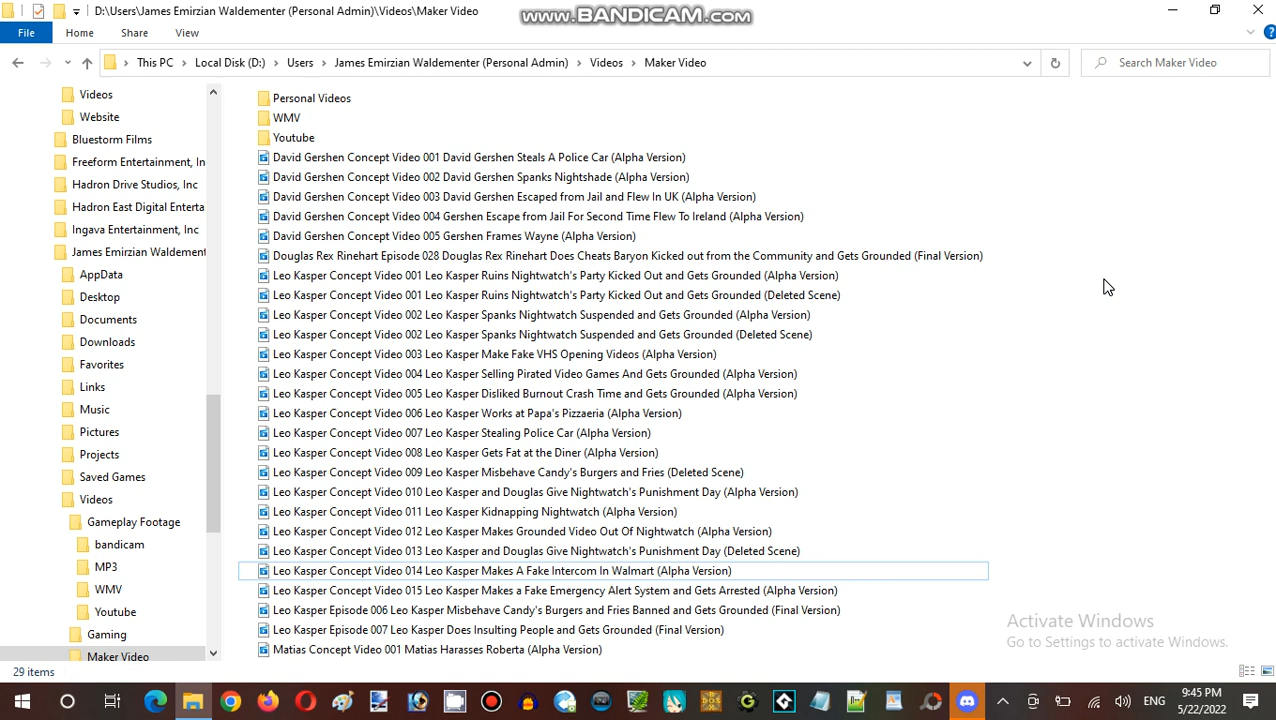 D:\Users\James Emirzian Waldementer (Personal Admin)\Videos\Maker Video
www.BANDICAM.com
File Home Share View
This PC Local Disk (D:) Users James Emirzian Waldementer (Personal Admin) Videos Maker Video
Search Maker Video
Videos
Website
Bluestorm Films
Freeform Entertainment, In
Hadron Drive Studios, Inc
Hadron East Digital Enterta
Ingava Entertainment, Inc
James Emirzian Waldement
AppData
Desktop
Documents
Downloads
Favorites
Links
Music
Pictures
Projects
Saved Games
Videos
Gameplay Footage
bandicam
MP3
WMV
Youtube
Gaming
Maker Video
Personal Videos
WMV
Youtube
David Gershen Concept Video 001 David Gershen Steals A Police Car (Alpha Version)
David Gershen Concept Video 002 David Gershen Spanks Nightshade (Alpha Version)
David Gershen Concept Video 003 David Gershen Escaped from Jail and Flew In UK (Alpha Version)
David Gershen Concept Video 004 Gershen Escape from Jail For Second Time Flew To Ireland (Alpha Version)
David Gershen Concept Video 005 Gershen Frames Wayne (Alpha Version)
Douglas Rex Rinehart Episode 028 Douglas Rex Rinehart Does Cheats Baryon Kicked out from the Community and Gets Grounded (Final Version)
Leo Kasper Concept Video 001 Leo Kasper Ruins Nightwatch's Party Kicked Out and Gets Grounded (Alpha Version)
Leo Kasper Concept Video 001 Leo Kasper Ruins Nightwatch's Party Kicked Out and Gets Grounded (Deleted Scene)
Leo Kasper Concept Video 002 Leo Kasper Spanks Nightwatch Suspended and Gets Grounded (Alpha Version)
Leo Kasper Concept Video 002 Leo Kasper Spanks Nightwatch Suspended and Gets Grounded (Deleted Scene)
Leo Kasper Concept Video 003 Leo Kasper Make Fake VHS Opening Videos (Alpha Version)
Leo Kasper Concept Video 004 Leo Kasper Selling Pirated Video Games And Gets Grounded (Alpha Version)
Leo Kasper Concept Video 005 Leo Kasper Disliked Burnout Crash Time and Gets Grounded (Alpha Version)
Leo Kasper Concept Video 006 Leo Kasper Works at Papa's Pizzaeria (Alpha Version)
Leo Kasper Concept Video 007 Leo Kasper Stealing Police Car (Alpha Version)
Leo Kasper Concept Video 008 Leo Kasper Gets Fat at the Diner (Alpha Version)
Leo Kasper Concept Video 009 Leo Kasper Misbehave Candy's Burgers and Fries (Deleted Scene)
Leo Kasper Concept Video 010 Leo Kasper and Douglas Give Nightwatch's Punishment Day (Alpha Version)
Leo Kasper Concept Video 011 Leo Kasper Kidnapping Nightwatch (Alpha Version)
Leo Kasper Concept Video 012 Leo Kasper Makes Grounded Video Out Of Nightwatch (Alpha Version)
Leo Kasper Concept Video 013 Leo Kasper and Douglas Give Nightwatch's Punishment Day (Deleted Scene)
Leo Kasper Concept Video 014 Leo Kasper Makes A Fake Intercom In Walmart (Alpha Version)
Leo Kasper Concept Video 015 Leo Kasper Makes a Fake Emergency Alert System and Gets Arrested (Alpha Version)
Leo Kasper Episode 006 Leo Kasper Misbehave Candy's Burgers and Fries Banned and Gets Grounded (Final Version)
Leo Kasper Episode 007 Leo Kasper Does Insulting People and Gets Grounded (Final Version)
Matias Concept Video 001 Matias Harasses Roberta (Alpha Version)
Activate Windows
Go to Settings to activate Windows.
29 items
ENG
9:45 PM
5/22/2022